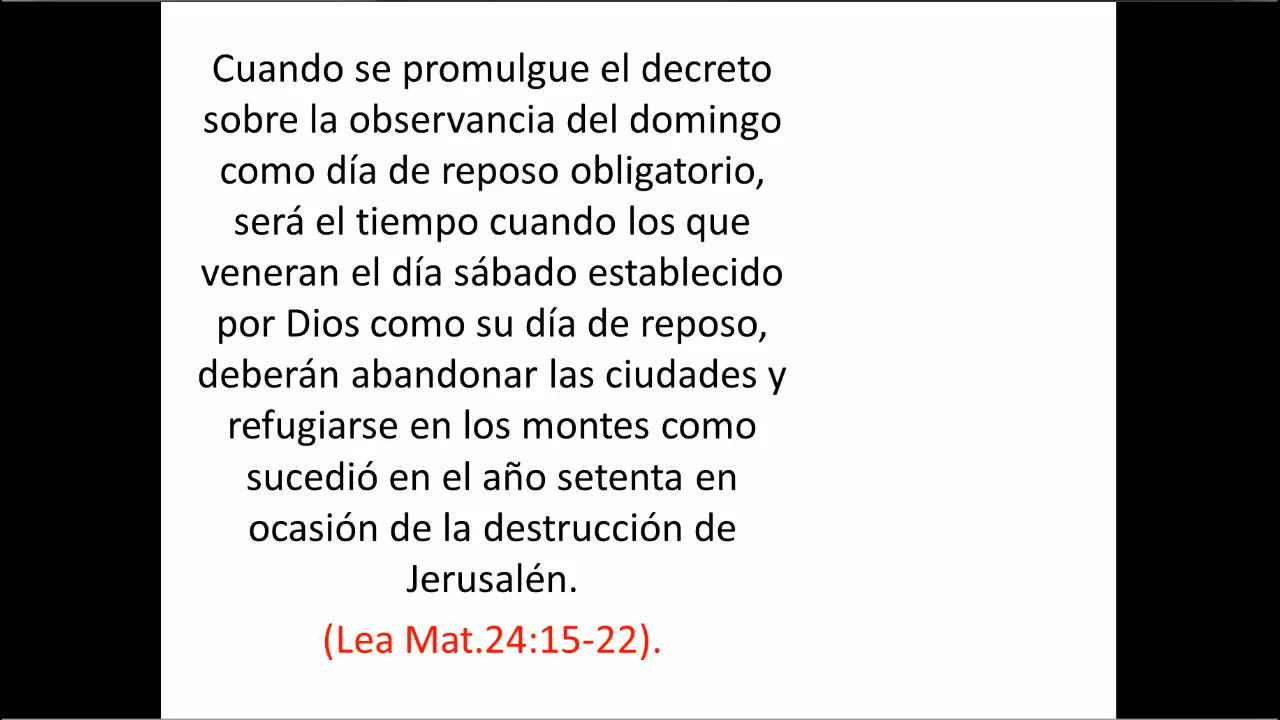 Cuando se promulgue el decreto
sobre la observancia del domingo
como día de reposo obligatorio,
será el tiempo cuando los que
veneran el día sábado establecido
por Dios como su día de reposo,
deberán abandonar las ciudades y
refugiarse en los montes como
sucedió en el año setenta en
ocasión de la destrucción de
Jerusalén.
(Lea Mat.24:15-22).